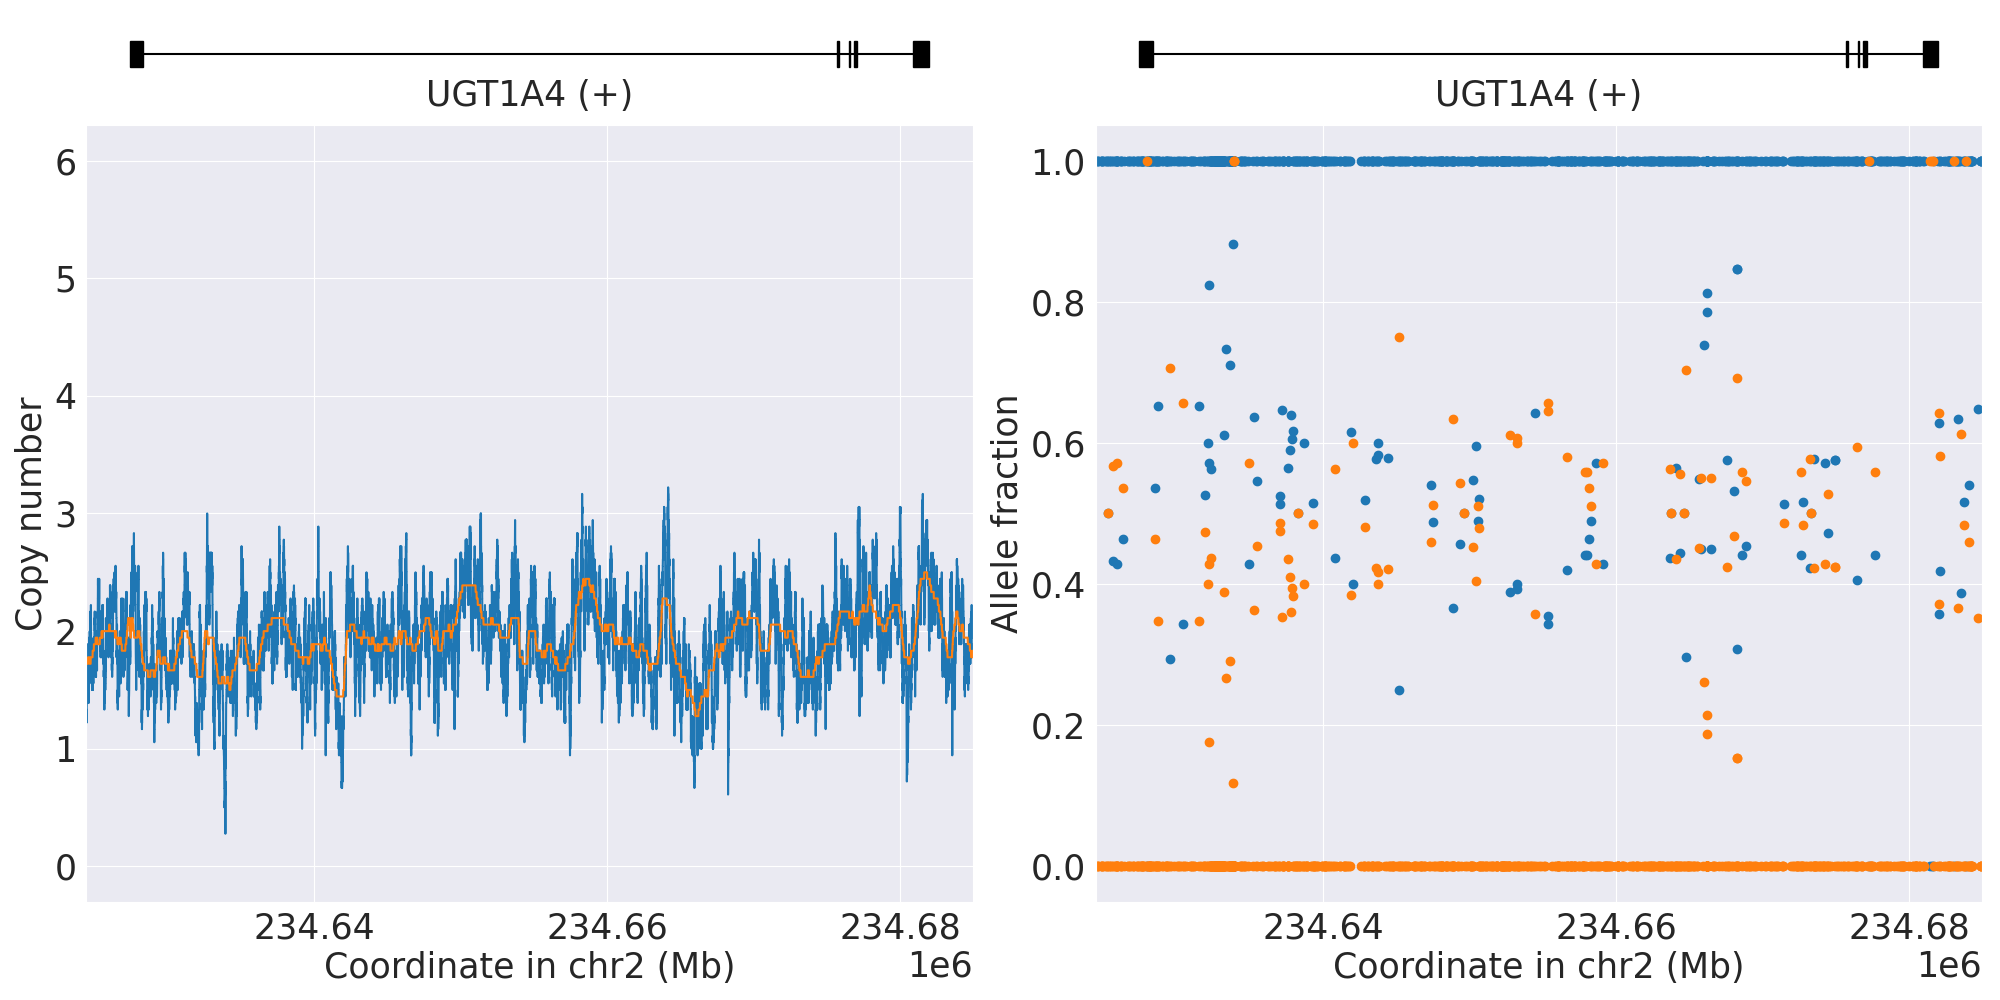 UGT1A4 (+)
6
5
4
3
2
1
0
Copy number
234.64
234.66
234.68
Coordinate in chr2 (Mb)
1e6
UGT1A4 (+)
1.0
0.8
0.6
0.4
0.2
0.0
Allele fraction
234.64
234.66
234.68
Coordinate in chr2 (Mb)
1e6